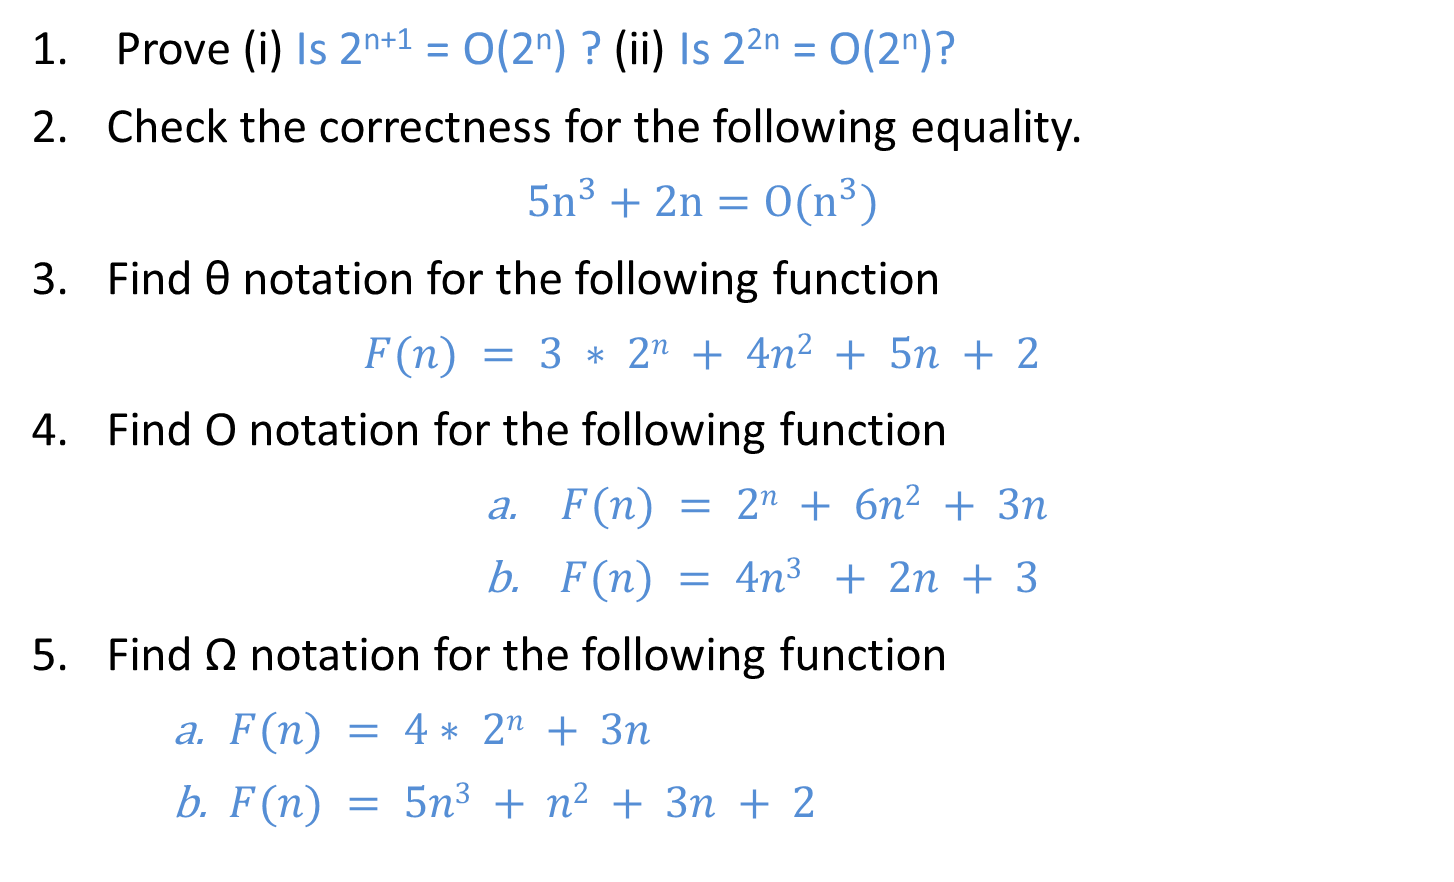 1. Prove (i) Is 2ⁿ⁺¹ = O(2ⁿ) ? (ii) Is 2²ⁿ = O(2ⁿ)?
2. Check the correctness for the following equality.
5n³ + 2n = O(n³)
3. Find θ notation for the following function
F(n) = 3 ∗ 2ⁿ + 4n² + 5n + 2
4. Find O notation for the following function
a. F(n) = 2ⁿ + 6n² + 3n
b. F(n) = 4n³ + 2n + 3
5. Find Ω notation for the following function
a. F(n) = 4 ∗ 2ⁿ + 3n
b. F(n) = 5n³ + n² + 3n + 2